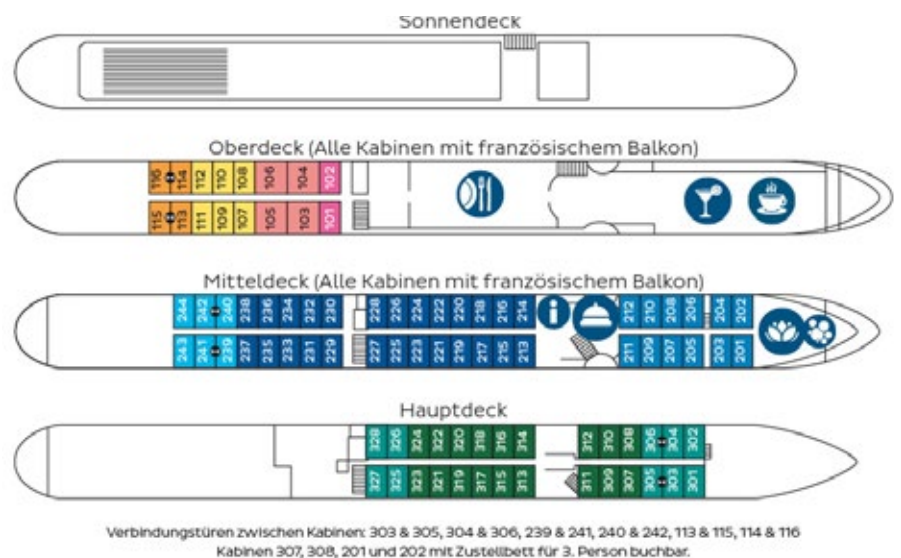 Sonnendeck
Oberdeck (Alle Kabinen mit französischem Balkon)
116 114 112 110 108 106 104 102
115 113 111 109 107 105 103 101
Mitteldeck (Alle Kabinen mit französischem Balkon)
244 242 240 238 236 234 232 230 228 226 224 222 220 218 216 214 212 210 208 206 204 202
243 241 239 237 235 233 231 229 227 225 223 221 219 217 215 213 211 209 207 205 203 201
Hauptdeck
328 326 324 322 320 318 316 314 312 310 308 306 304 302
327 325 323 321 319 317 315 313 311 309 307 305 303 301
Verbindungstüren zwischen Kabinen: 303 & 305, 304 & 306, 239 & 241, 240 & 242, 113 & 115, 114 & 116
Kabinen 307, 308, 201 und 202 mit Zustellbett für 3. Person buchbar.